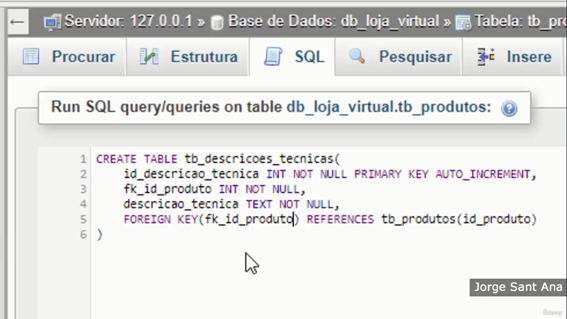 Servidor: 127.0.0.1 » Base de Dados: db_loja_virtual » Tabela: tb_pro
Procurar Estrutura SQL Pesquisar Insere
Run SQL query/queries on table db_loja_virtual.tb_produtos:
1 CREATE TABLE tb_descricoes_tecnicas(
2 id_descricao_tecnica INT NOT NULL PRIMARY KEY AUTO_INCREMENT,
3 fk_id_produto INT NOT NULL,
4 descricao_tecnica TEXT NOT NULL,
5 FOREIGN KEY(fk_id_produto) REFERENCES tb_produtos(id_produto)
6 )
Jorge Sant Ana
Udemy